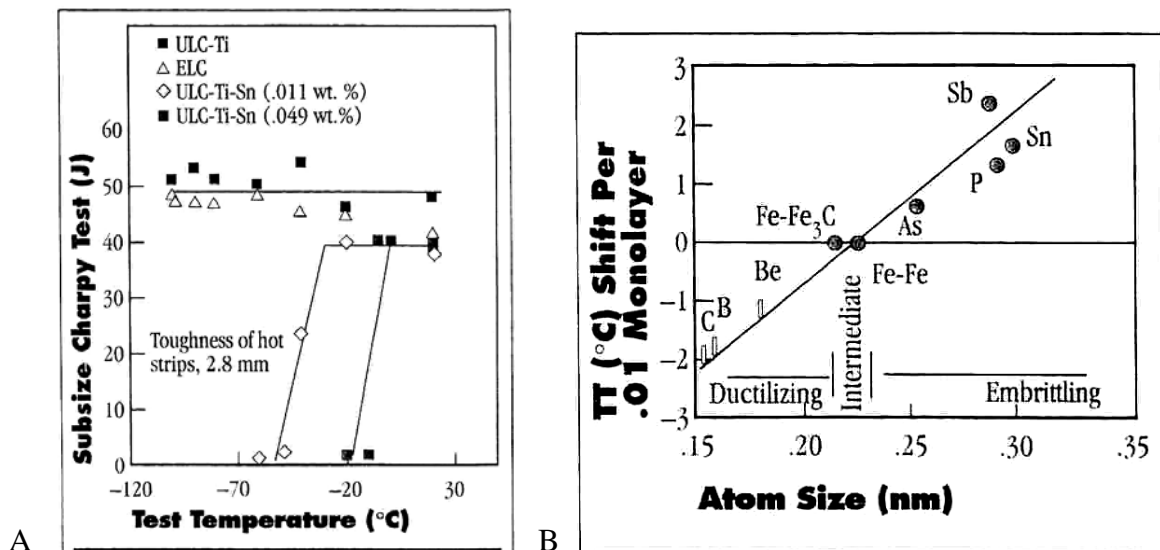 ■ ULC-Ti
△ ELC
◇ ULC-Ti-Sn (.011 wt. %)
■ ULC-Ti-Sn (.049 wt.%)
Subsize Charpy Test (J)
60
50
40
30
20
10
0
Toughness of hot
strips, 2.8 mm
−120
−70
−20
30
Test Temperature (°C)
A
TT (°C) Shift Per
.01 Monolayer
3
2
1
0
−1
−2
−3
Sb
Sn
P
As
Fe-Fe₃C
Fe-Fe
Be
B
C
Ductilizing
Intermediate
Embrittling
.15
.20
.25
.30
.35
Atom Size (nm)
B